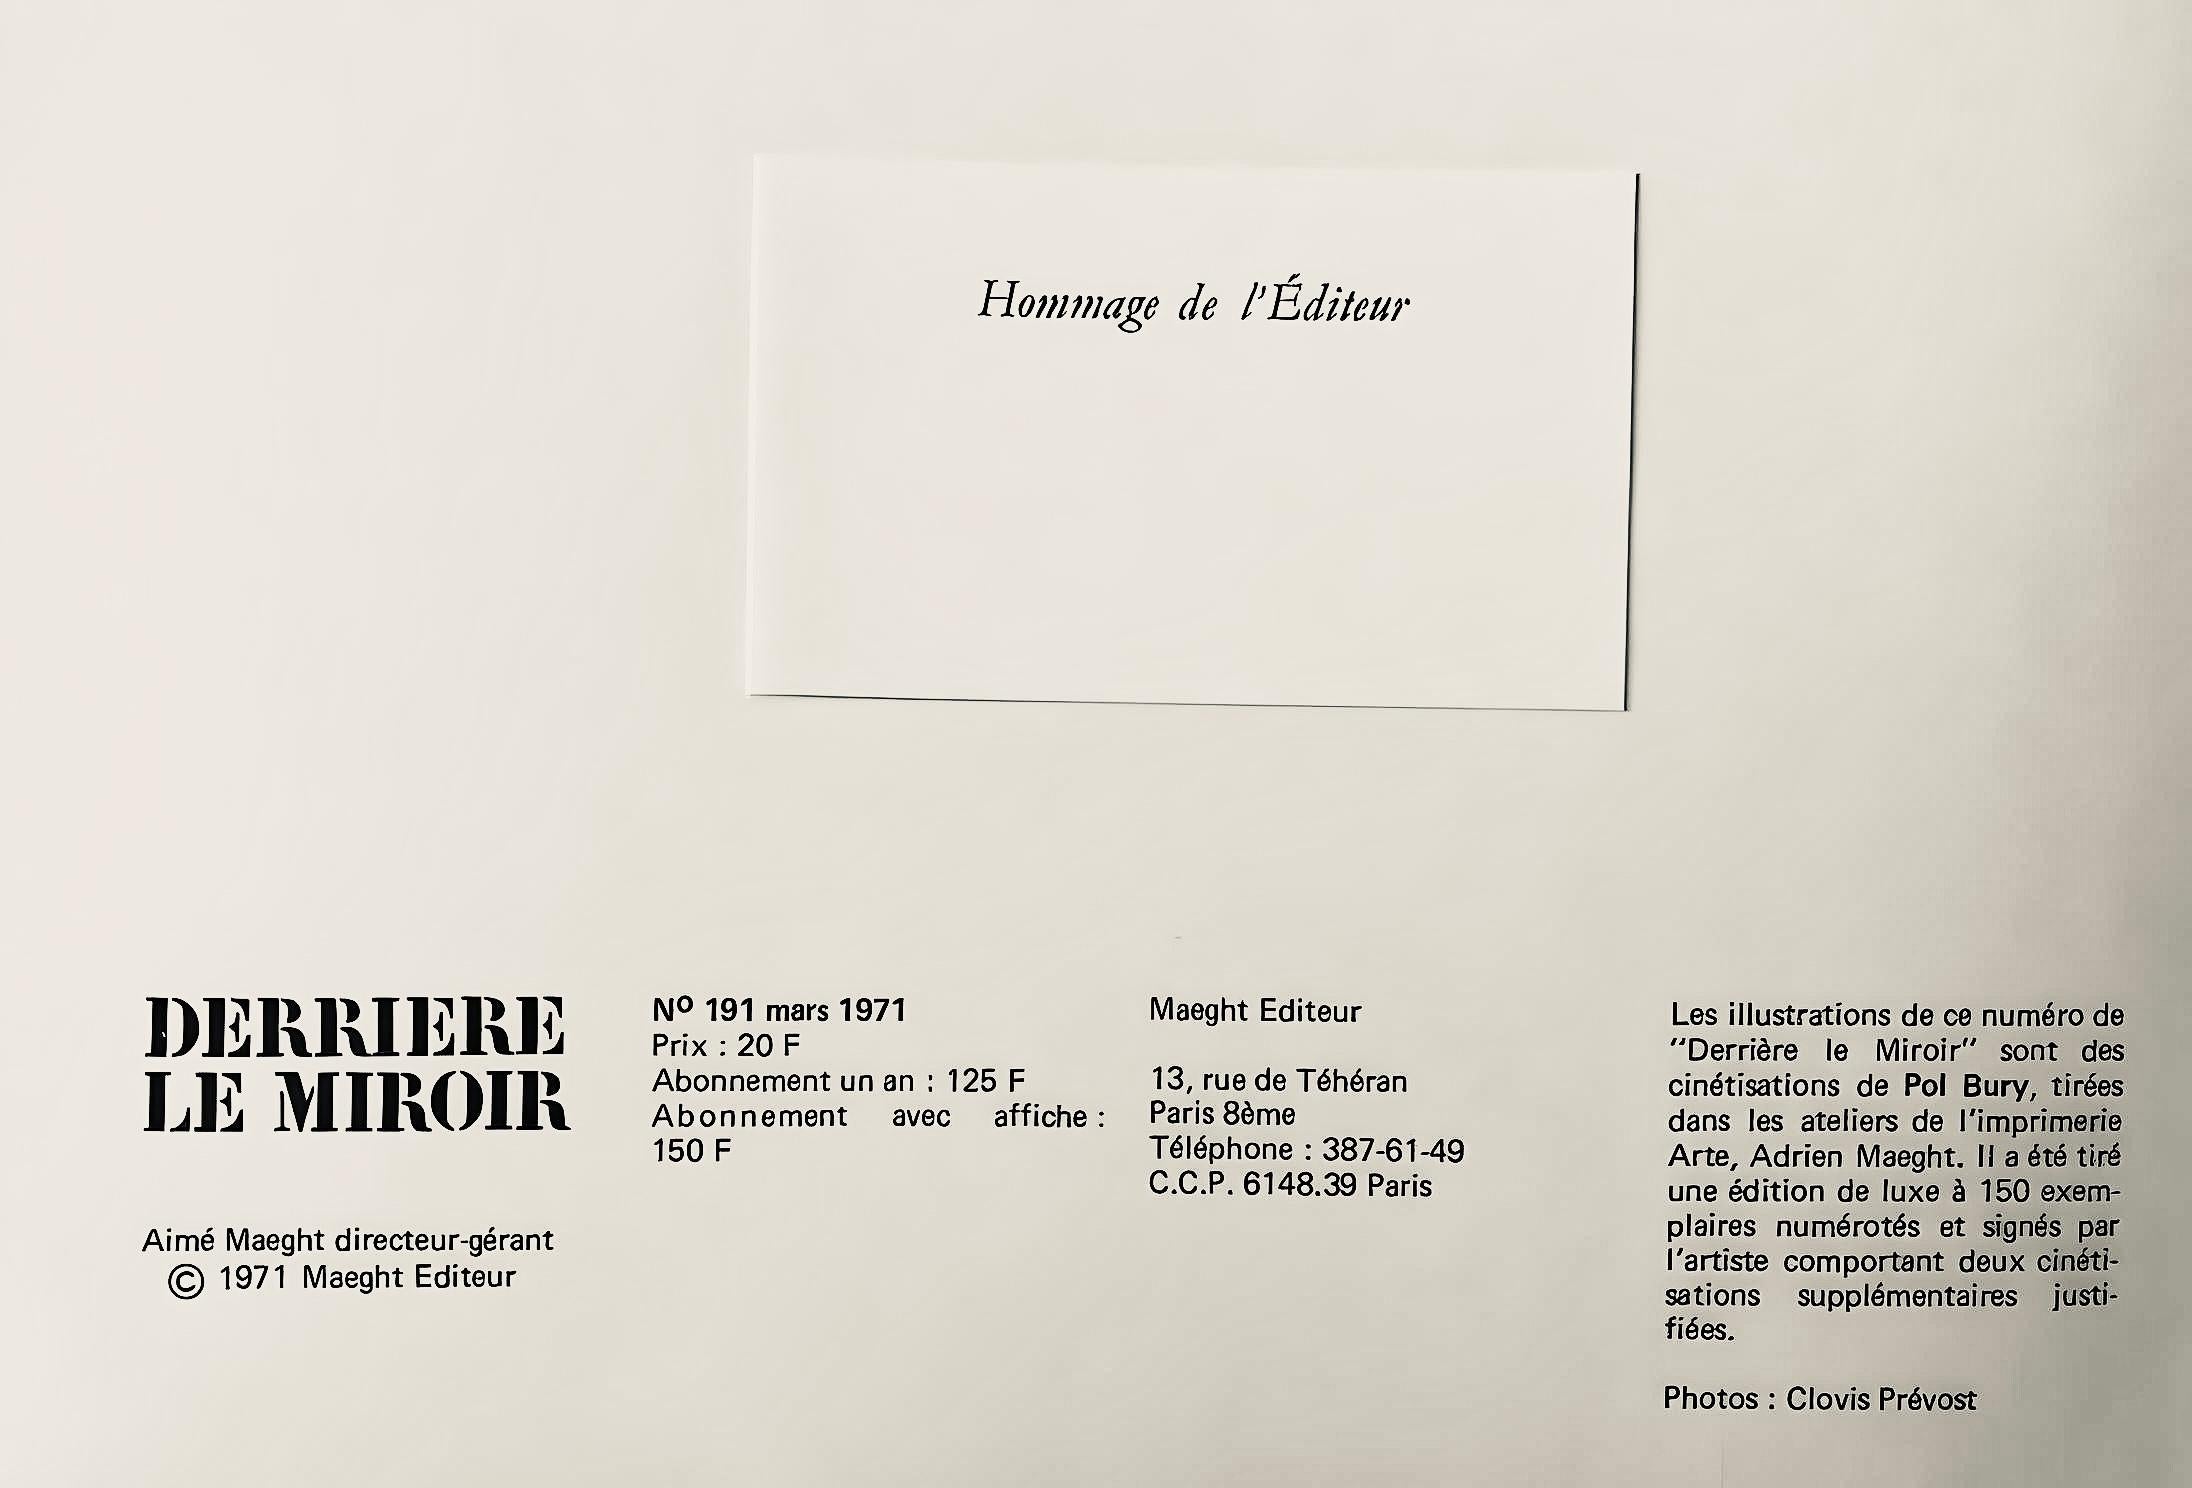 Hommage de l'Éditeur
DERRIERE
LE MIROIR
Aimé Maeght directeur-gérant
© 1971 Maeght Editeur
Nº 191 mars 1971
Prix : 20 F
Abonnement un an : 125 F
Abonnement avec affiche :
150 F
Maeght Editeur
13, rue de Téhéran
Paris 8ème
Téléphone : 387-61-49
C.C.P. 6148.39 Paris
Les illustrations de ce numéro de
"Derrière le Miroir" sont des
cinétisations de Pol Bury, tirées
dans les ateliers de l'imprimerie
Arte, Adrien Maeght. Il a été tiré
une édition de luxe à 150 exem-
plaires numérotés et signés par
l'artiste comportant deux cinéti-
sations supplémentaires justi-
fiées.
Photos : Clovis Prévost